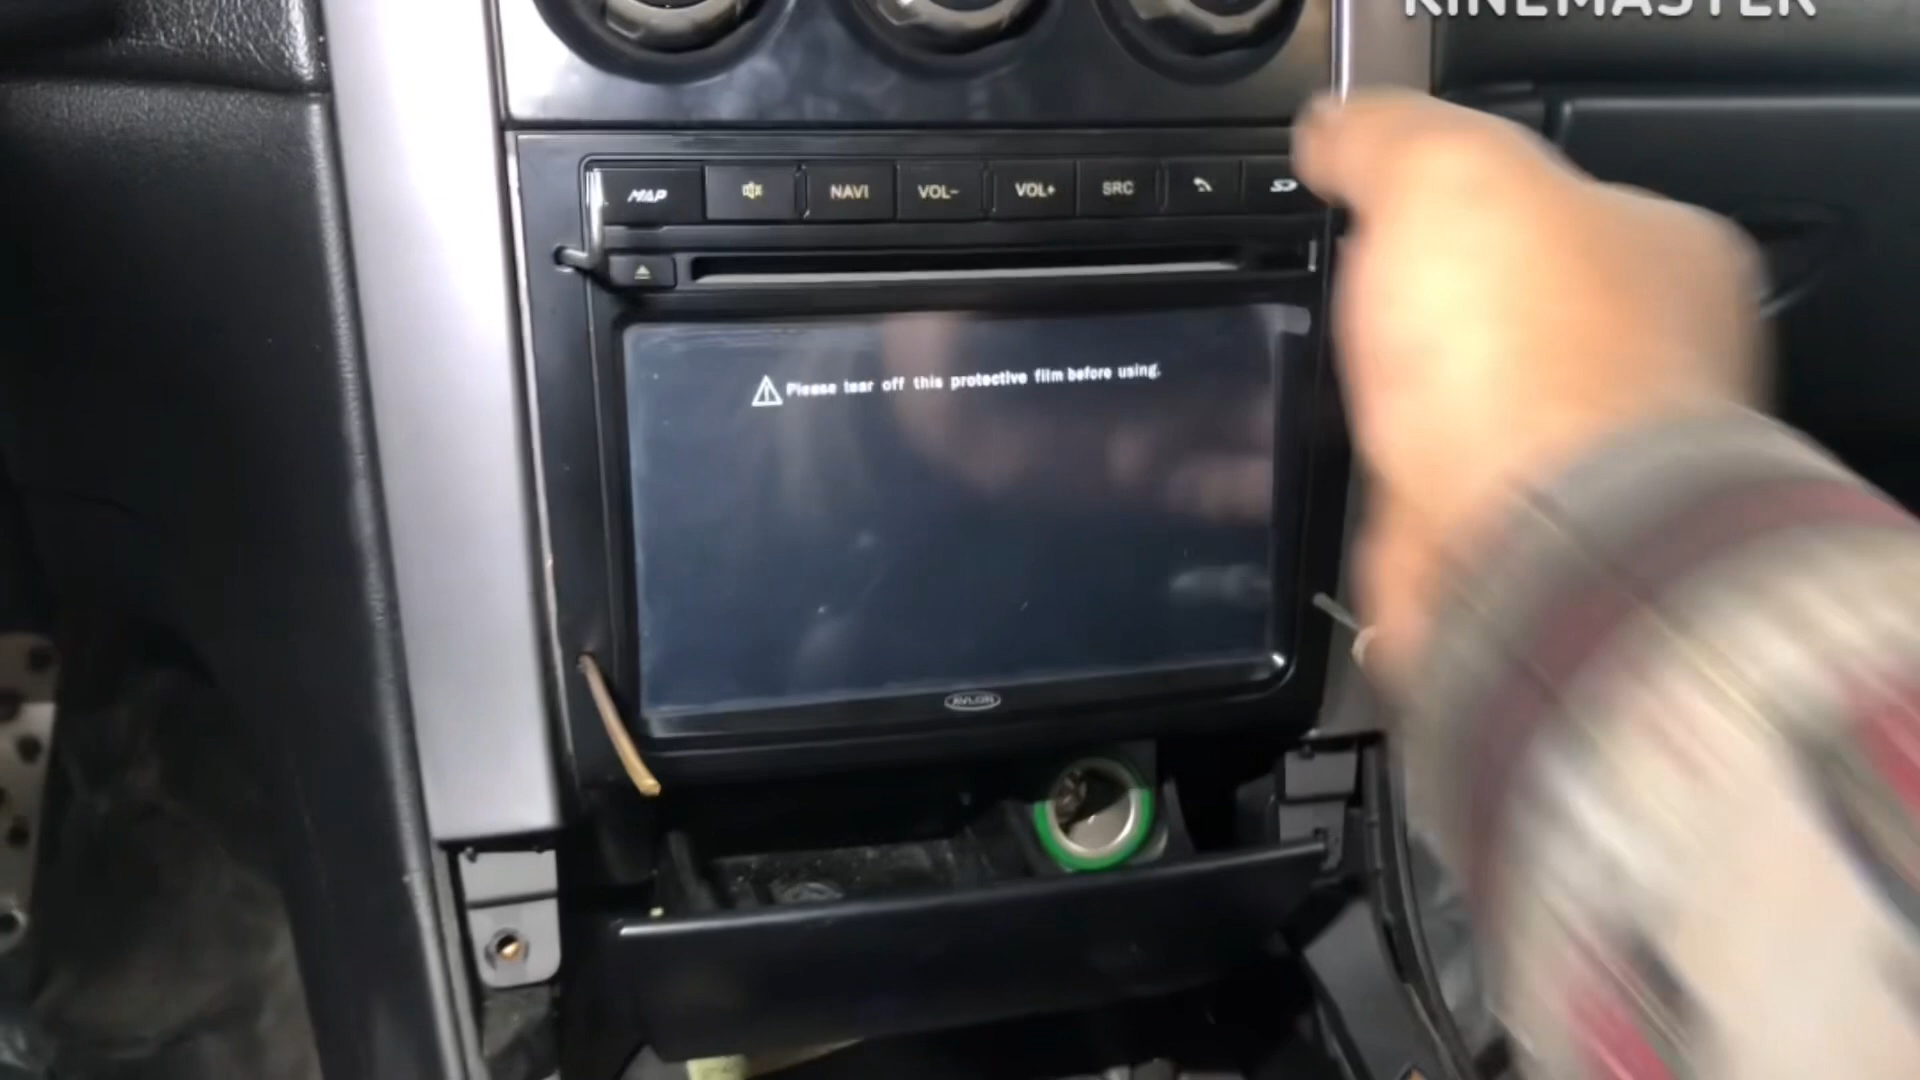 KINEMASTER
MAP
NAVI
VOL-
VOL+
SRC
Please tear off this protective film before using.